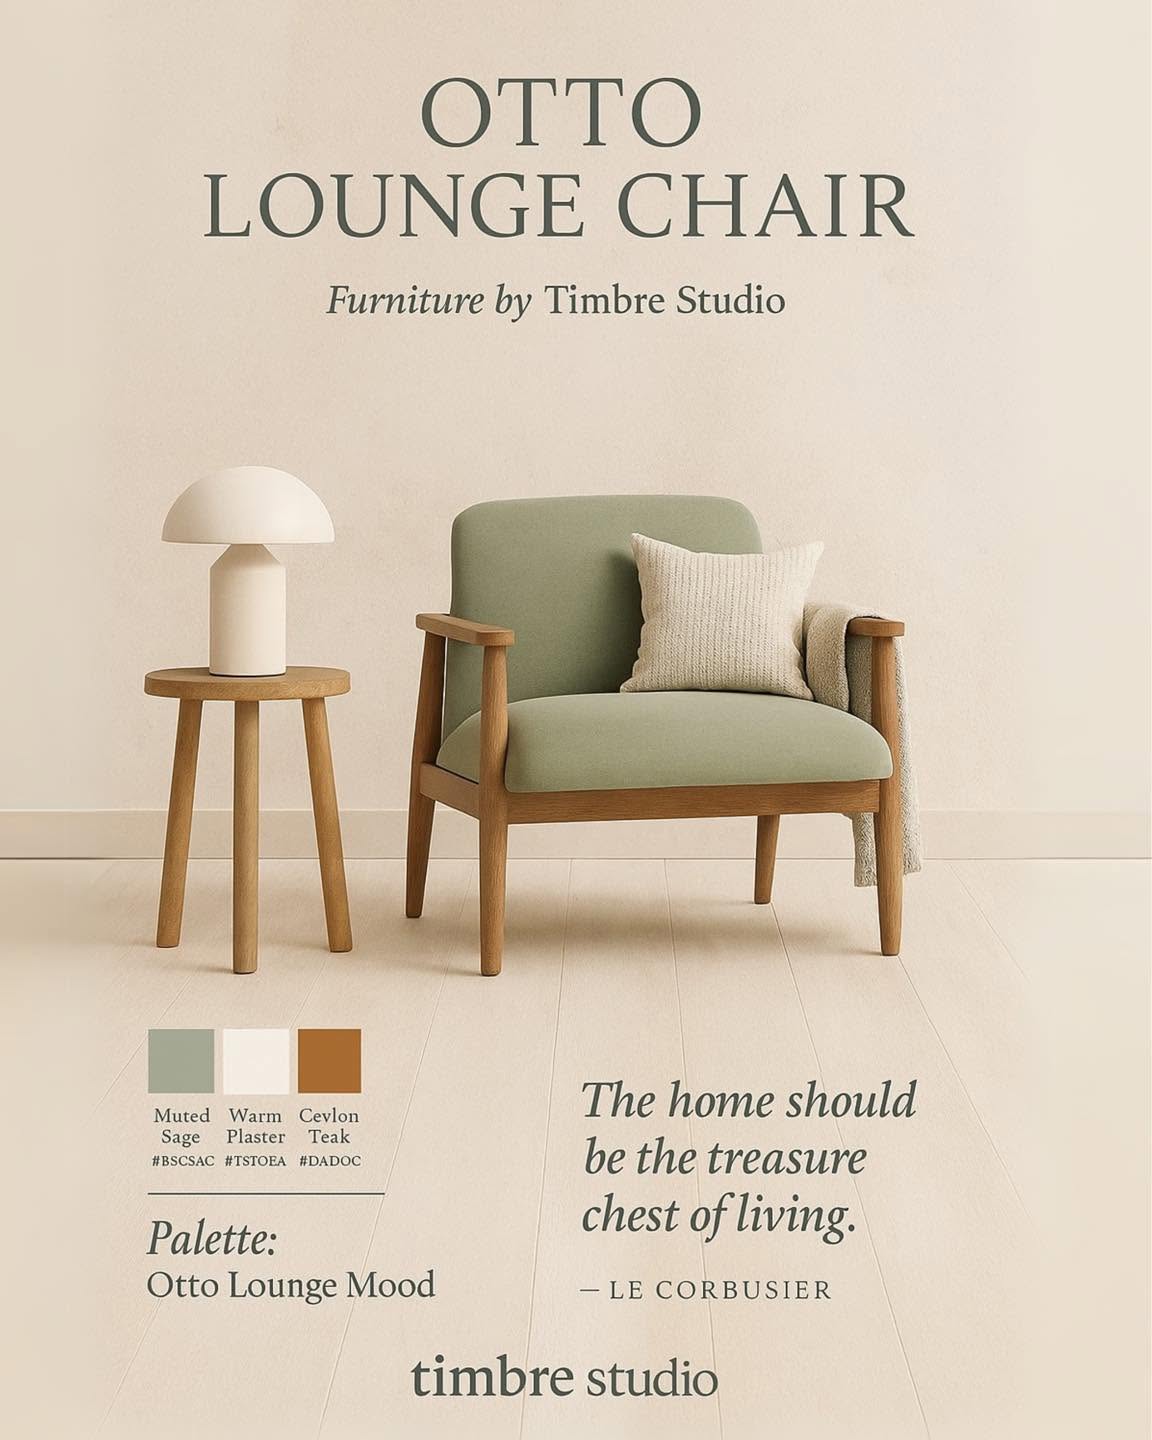 OTTO
LOUNGE CHAIR
Furniture by Timbre Studio
Muted Sage
#BSCSAC
Warm Plaster
#TSTOEA
Cevlon Teak
#DADOC
Palette:
Otto Lounge Mood
The home should
be the treasure
chest of living.
— LE CORBUSIER
timbre studio